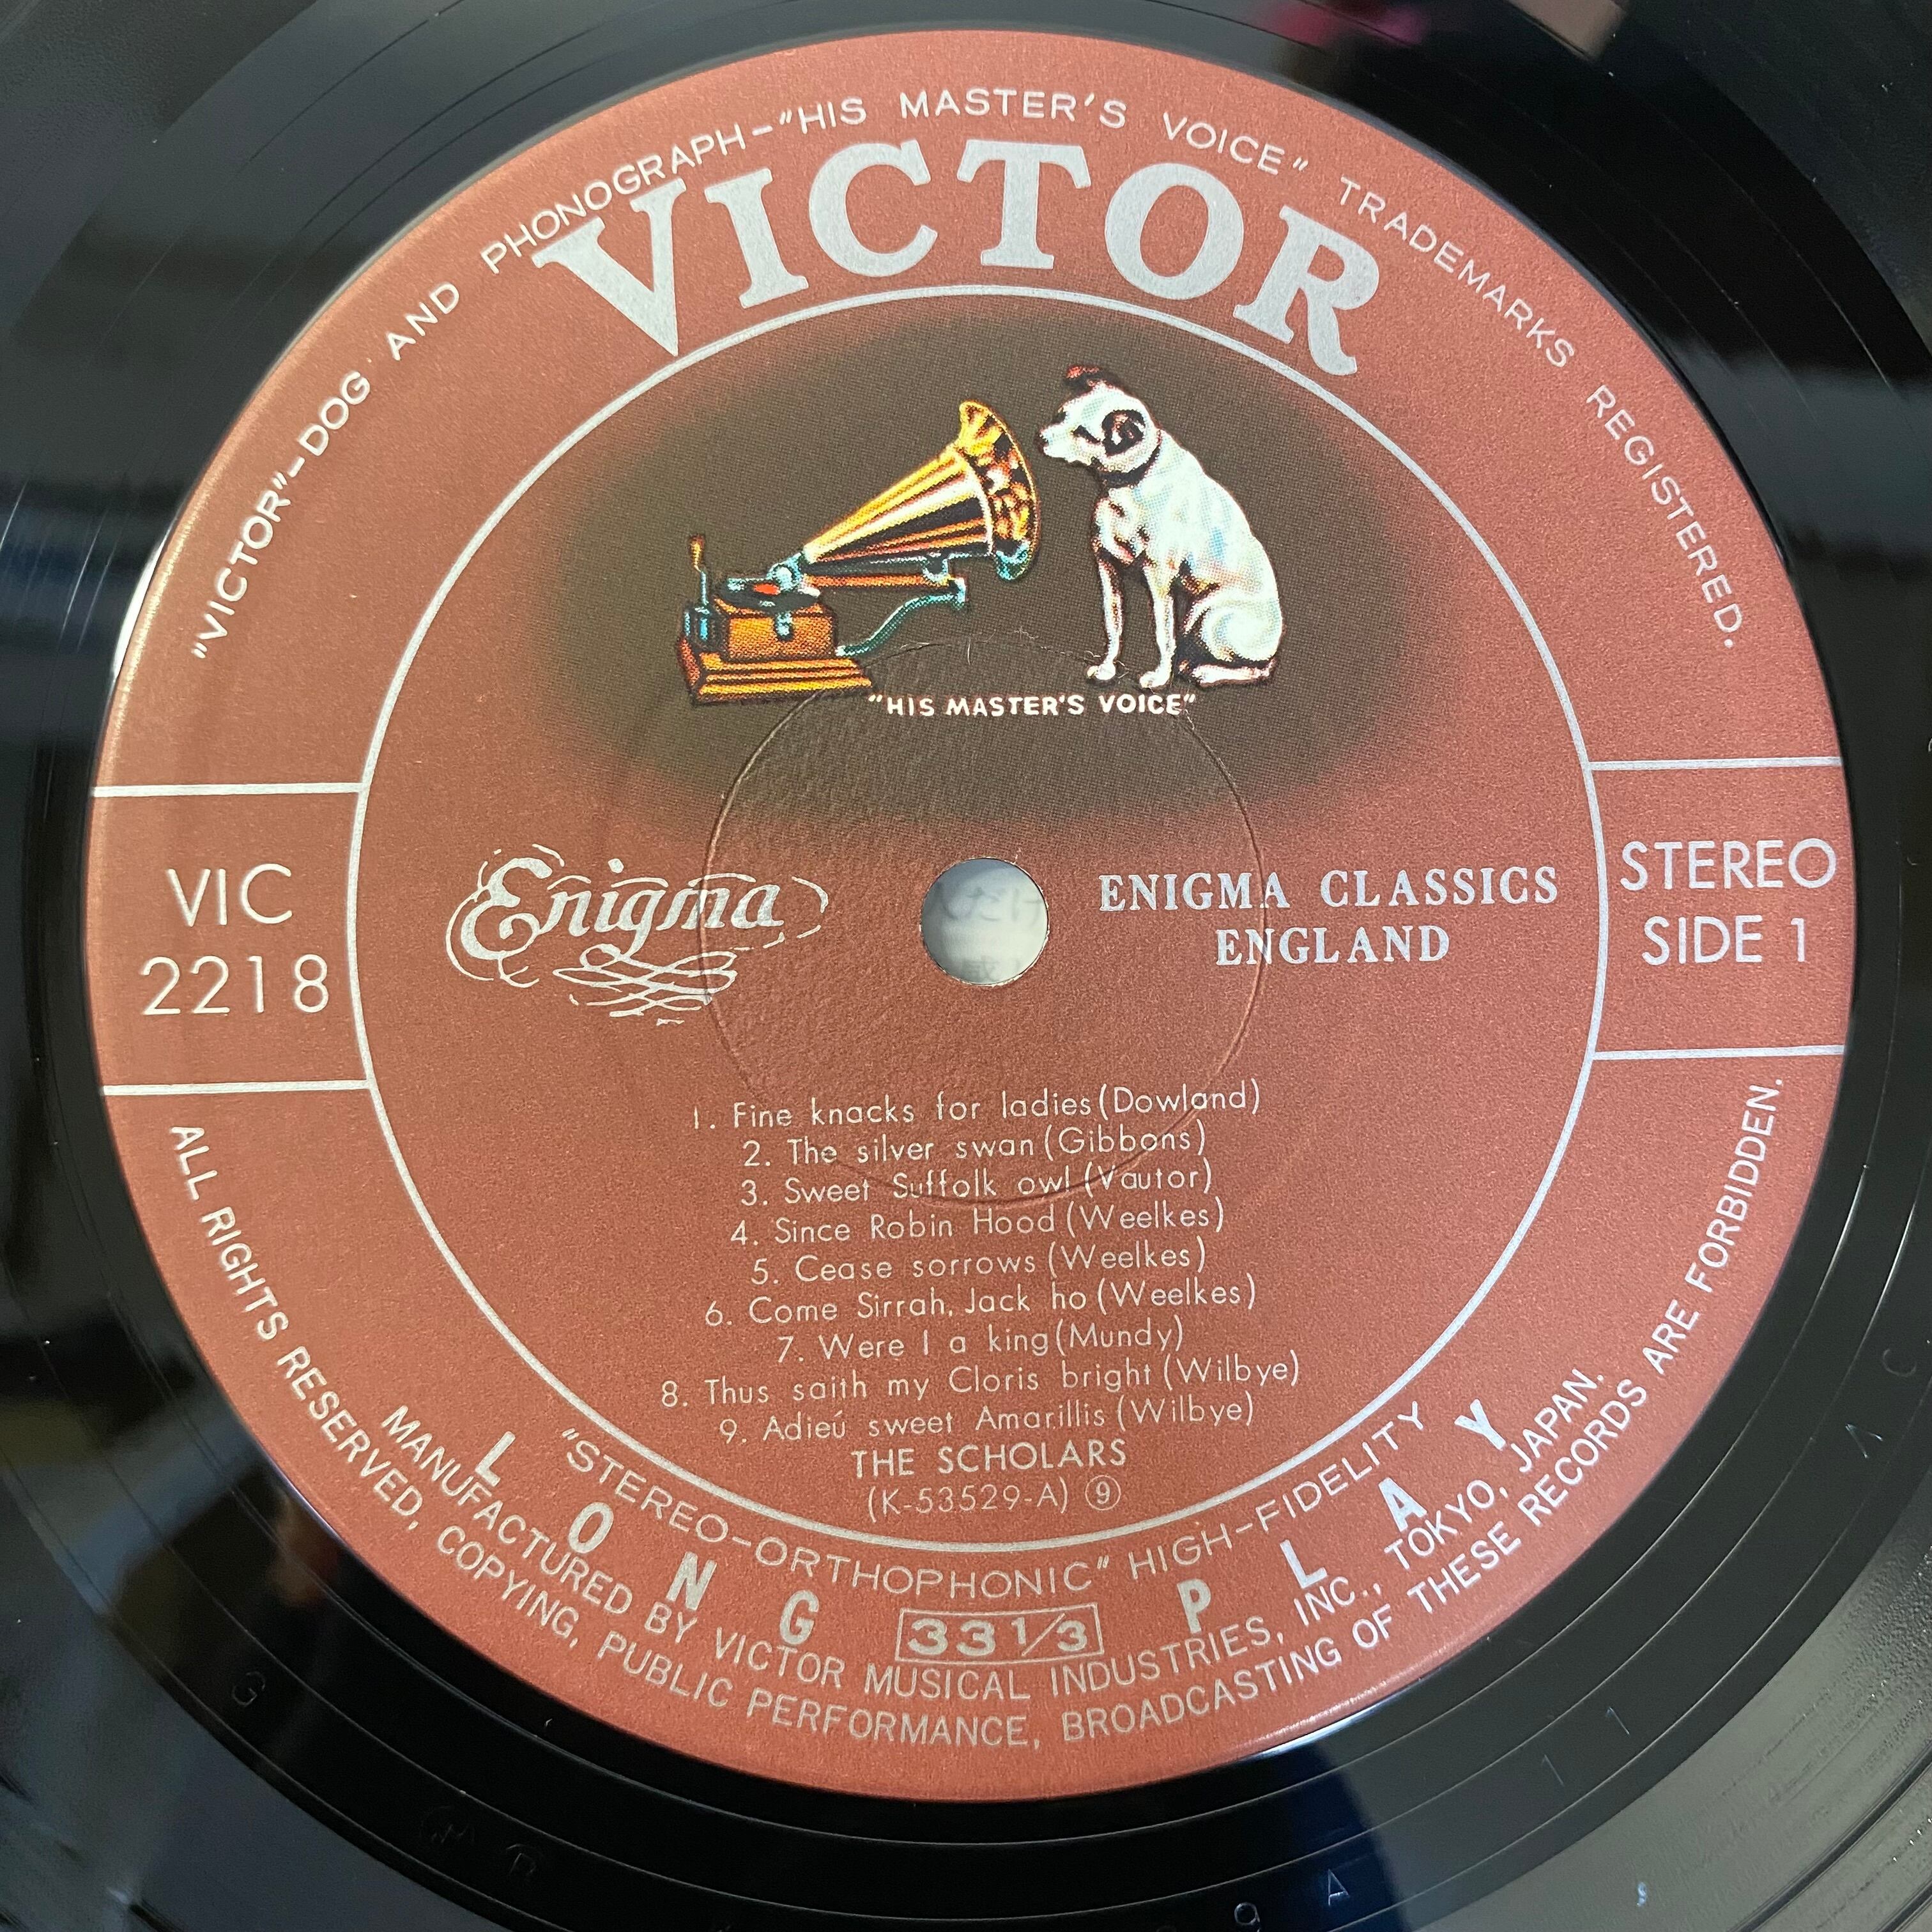 "VICTOR"-DOG AND PHONOGRAPH-"HIS MASTER'S VOICE" TRADEMARKS REGISTERED.
VICTOR
"HIS MASTER'S VOICE"
VIC
2218
Enigma
ENIGMA CLASSICS
ENGLAND
STEREO
SIDE 1
1. Fine knacks for ladies (Dowland)
2. The silver swan (Gibbons)
3. Sweet Suffolk owl (Vautor)
4. Since Robin Hood (Weelkes)
5. Cease sorrows (Weelkes)
6. Come Sirrah, Jack ho (Weelkes)
7. Were I a king (Mundy)
8. Thus saith my Cloris bright (Wilbye)
9. Adieú sweet Amarillis (Wilbye)
THE SCHOLARS
(K-53529-A) ⑨
"STEREO-ORTHOPHONIC" HIGH-FIDELITY
LONG 33 1/3 PLAY
MANUFACTURED BY VICTOR MUSICAL INDUSTRIES, INC., TOKYO, JAPAN.
ALL RIGHTS RESERVED, COPYING, PUBLIC PERFORMANCE, BROADCASTING OF THESE RECORDS ARE FORBIDDEN.